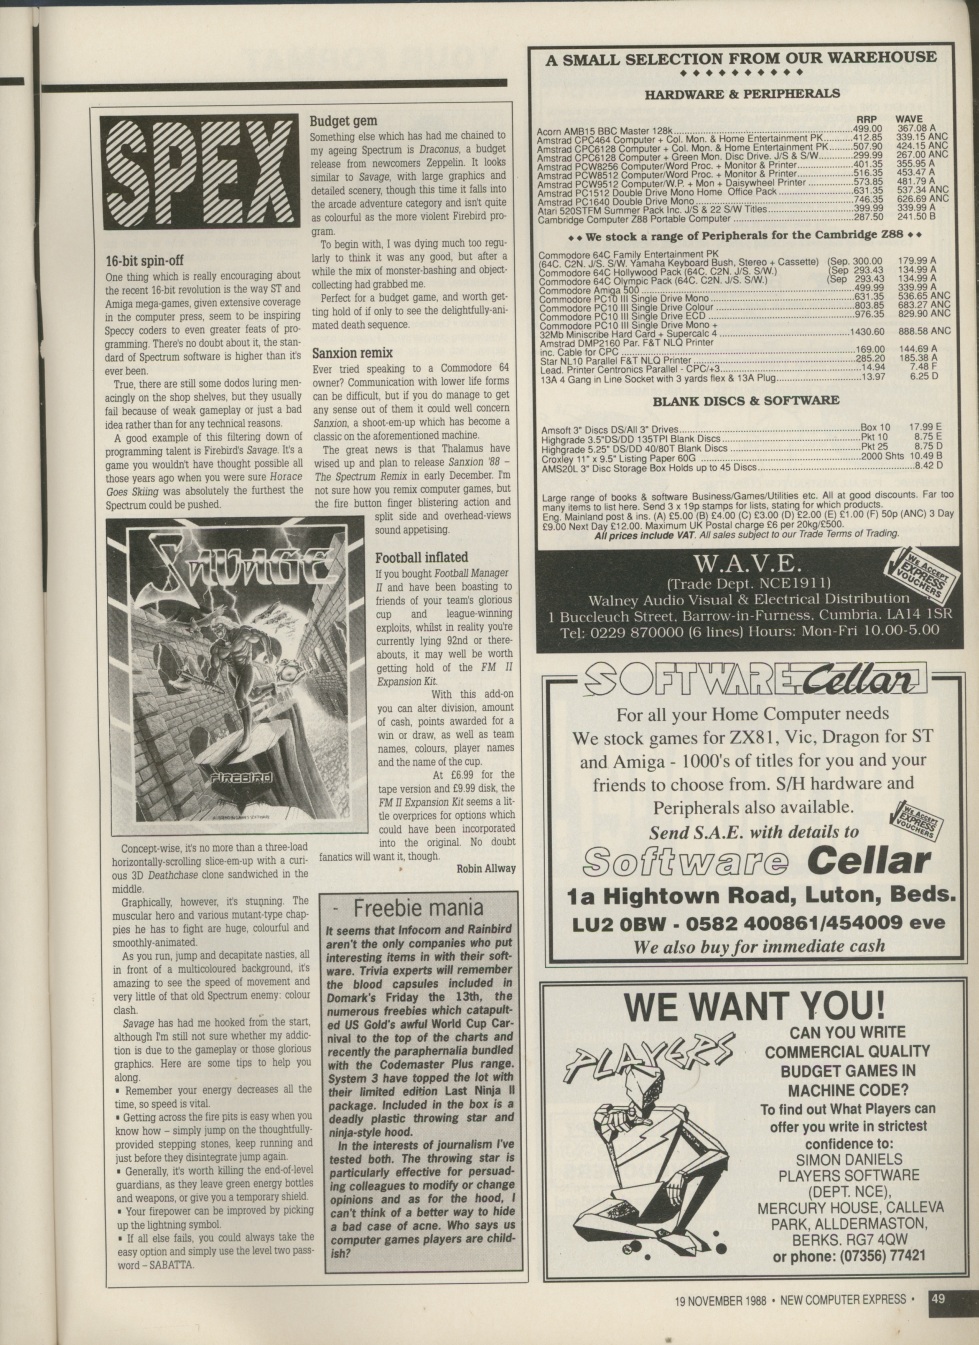 SPEX
16-bit spin-off
One thing which is really encouraging about
the recent 16-bit revolution is the way ST and
Amiga mega-games, given extensive coverage
in the computer press, seem to be inspiring
Speccy coders to even greater feats of pro-
gramming. There's no doubt about it, the stan-
dard of Spectrum software is higher than it's
ever been.
True, there are still some dodos luring men-
acingly on the shop shelves, but they usually
fail because of weak gameplay or just a bad
idea rather than for any technical reasons.
A good example of this filtering down of
programming talent is Firebird's Savage. It's a
game you wouldn't have thought possible all
those years ago when you were sure Horace
Goes Skiing was absolutely the furthest the
Spectrum could be pushed.
SAVAGE
FIREBIRD
Concept-wise, it's no more than a three-load
horizontally-scrolling slice-em-up with a curi-
ous 3D Deathchase clone sandwiched in the
middle.
Graphically, however, it's stunning. The
muscular hero and various mutant-type chap-
pies he has to fight are huge, colourful and
smoothly-animated.
As you run, jump and decapitate nasties, all
in front of a multicoloured background, it's
amazing to see the speed of movement and
very little of that old Spectrum enemy: colour
clash.
Savage has had me hooked from the start,
although I'm still not sure whether my addic-
tion is due to the gameplay or those glorious
graphics. Here are some tips to help you
along.
▪ Remember your energy decreases all the
time, so speed is vital.
▪ Getting across the fire pits is easy when you
know how – simply jump on the thoughtfully-
provided stepping stones, keep running and
just before they disintegrate jump again.
▪ Generally, it's worth killing the end-of-level
guardians, as they leave green energy bottles
and weapons, or give you a temporary shield.
▪ Your firepower can be improved by picking
up the lightning symbol.
▪ If all else fails, you could always take the
easy option and simply use the level two pass-
word – SABATTA.
Budget gem
Something else which has had me chained to
my ageing Spectrum is Draconus, a budget
release from newcomers Zeppelin. It looks
similar to Savage, with large graphics and
detailed scenery, though this time it falls into
the arcade adventure category and isn't quite
as colourful as the more violent Firebird pro-
gram.
To begin with, I was dying much too regu-
larly to think it was any good, but after a
while the mix of monster-bashing and object-
collecting had grabbed me.
Perfect for a budget game, and worth get-
ting hold of if only to see the delightfully-ani-
mated death sequence.
Sanxion remix
Ever tried speaking to a Commodore 64
owner? Communication with lower life forms
can be difficult, but if you do manage to get
any sense out of them it could well concern
Sanxion, a shoot-em-up which has become a
classic on the aforementioned machine.
The great news is that Thalamus have
wised up and plan to release Sanxion '88 –
The Spectrum Remix in early December. I'm
not sure how you remix computer games, but
the fire button finger blistering action and
split side and overhead-views
sound appetising.
Football inflated
If you bought Football Manager
II and have been boasting to
friends of your team's glorious
cup and league-winning
exploits, whilst in reality you're
currently lying 92nd or there-
abouts, it may well be worth
getting hold of the FM II
Expansion Kit.
With this add-on
you can alter division, amount
of cash, points awarded for a
win or draw, as well as team
names, colours, player names
and the name of the cup.
At £6.99 for the
tape version and £9.99 disk, the
FM II Expansion Kit seems a lit-
tle overprices for options which
could have been incorporated
into the original. No doubt
fanatics will want it, though.
Robin Allway
- Freebie mania
It seems that Infocom and Rainbird
aren't the only companies who put
interesting items in with their soft-
ware. Trivia experts will remember
the blood capsules included in
Domark's Friday the 13th, the
numerous freebies which catapult-
ed US Gold's awful World Cup Car-
nival to the top of the charts and
recently the paraphernalia bundled
with the Codemaster Plus range.
System 3 have topped the lot with
their limited edition Last Ninja II
package. Included in the box is a
deadly plastic throwing star and
ninja-style hood.
In the interests of journalism I've
tested both. The throwing star is
particularly effective for persuad-
ing colleagues to modify or change
opinions and as for the hood, I
can't think of a better way to hide
a bad case of acne. Who says us
computer games players are child-
ish?
A SMALL SELECTION FROM OUR WAREHOUSE
HARDWARE & PERIPHERALS
RRP WAVE
Acorn AMB15 BBC Master 128k 499.00 367.08 A
Amstrad CPC464 Computer + Col. Mon. & Home Entertainment PK 412.85 339.15 ANC
Amstrad CPC6128 Computer + Col. Mon. & Home Entertainment PK 507.90 424.15 ANC
Amstrad CPC6128 Computer + Green Mon. Disc Drive. J/S & S/W 299.99 267.00 ANC
Amstrad PCW8256 Computer/Word Proc. + Monitor & Printer 401.35 355.95 A
Amstrad PCW8512 Computer/Word Proc. + Monitor & Printer 516.35 453.47 A
Amstrad PCW9512 Computer/W.P. + Mon + Daisywheel Printer 573.85 481.79 A
Amstrad PC1512 Double Drive Mono Home Office Pack 631.35 537.34 ANC
Amstrad PC1640 Double Drive Mono 746.35 626.69 ANC
Atari 520STFM Summer Pack Inc. J/S & 22 S/W Titles 399.99 339.99 A
Cambridge Computer Z88 Portable Computer 287.50 241.50 B
♦♦ We stock a range of Peripherals for the Cambridge Z88 ♦♦
Commodore 64C Family Entertainment PK
(64C. C2N. J/S. S/W. Yamaha Keyboard Bush, Stereo + Cassette) (Sep. 300.00 179.99 A
Commodore 64C Hollywood Pack (64C. C2N. J/S. S/W.) (Sep 293.43 134.99 A
Commodore 64C Olympic Pack (64C. C2N. J/S. S/W.) (Sep 293.43 134.99 A
Commodore Amiga 500 499.99 339.99 A
Commodore PC10 III Single Drive Mono 631.35 536.65 ANC
Commodore PC10 III Single Drive Colour 803.85 683.27 ANC
Commodore PC10 III Single Drive ECD 976.35 829.90 ANC
Commodore PC10 III Single Drive Mono +
32Mb Miniscribe Hard Card + Supercalc 4 1430.60 888.58 ANC
Amstrad DMP2160 Par. F&T NLQ Printer
inc. Cable for CPC 169.00 144.69 A
Star NL10 Parallel F&T NLQ Printer 285.20 185.38 A
Lead. Printer Centronics Parallel - CPC/+3 14.94 7.48 F
13A 4 Gang in Line Socket with 3 yards flex & 13A Plug 13.97 6.25 D
BLANK DISCS & SOFTWARE
Amsoft 3" Discs DS/All 3" Drives Box 10 17.99 E
Highgrade 3.5"DS/DD 135TPI Blank Discs Pkt 10 8.75 E
Highgrade 5.25" DS/DD 40/80T Blank Discs Pkt 25 8.75 D
Croxley 11" x 9.5" Listing Paper 60G 2000 Shts 10.49 B
AMS20L 3" Disc Storage Box Holds up to 45 Discs 8.42 D
Large range of books & software Business/Games/Utilities etc. All at good discounts. Far too
many items to list here. Send 3 x 19p stamps for lists, stating for which products.
Eng. Mainland post & ins. (A) £5.00 (B) £4.00 (C) £3.00 (D) £2.00 (E) £1.00 (F) 50p (ANC) 3 Day
£9.00 Next Day £12.00. Maximum UK Postal charge £6 per 20kg/£500.
All prices include VAT. All sales subject to our Trade Terms of Trading.
W.A.V.E.
(Trade Dept. NCE1911)
Walney Audio Visual & Electrical Distribution
1 Buccleuch Street, Barrow-in-Furness, Cumbria. LA14 1SR
Tel: 0229 870000 (6 lines) Hours: Mon-Fri 10.00-5.00
WE ACCEPT
EXPRESS
VOUCHERS
SOFTWARE Cellar
For all your Home Computer needs
We stock games for ZX81, Vic, Dragon for ST
and Amiga - 1000's of titles for you and your
friends to choose from. S/H hardware and
Peripherals also available.
WE ACCEPT
EXPRESS
VOUCHERS
Send S.A.E. with details to
Software Cellar
1a Hightown Road, Luton, Beds.
LU2 0BW - 0582 400861/454009 eve
We also buy for immediate cash
WE WANT YOU!
PLAYERS
CAN YOU WRITE
COMMERCIAL QUALITY
BUDGET GAMES IN
MACHINE CODE?
To find out What Players can
offer you write in strictest
confidence to:
SIMON DANIELS
PLAYERS SOFTWARE
(DEPT. NCE),
MERCURY HOUSE, CALLEVA
PARK, ALLDERMASTON,
BERKS. RG7 4QW
or phone: (07356) 77421
19 NOVEMBER 1988 • NEW COMPUTER EXPRESS • 49